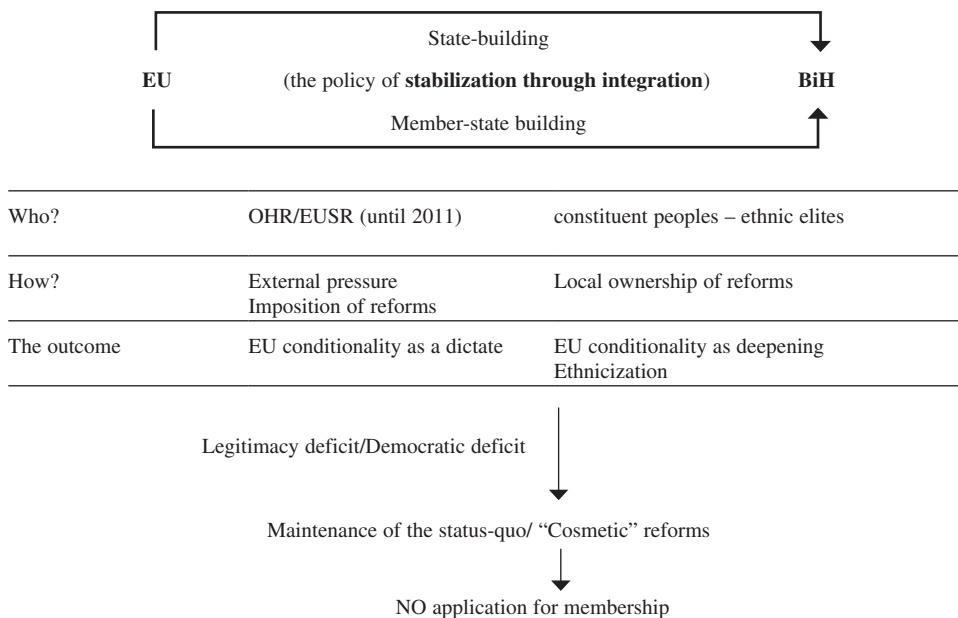 State-building
EU (the policy of stabilization through integration) BiH
Member-state building
Who? OHR/EUSR (until 2011) constituent peoples – ethnic elites
How? External pressure Local ownership of reforms
Imposition of reforms
The outcome EU conditionality as a dictate EU conditionality as deepening
Ethnicization
Legitimacy deficit/Democratic deficit
Maintenance of the status-quo/ “Cosmetic” reforms
NO application for membership